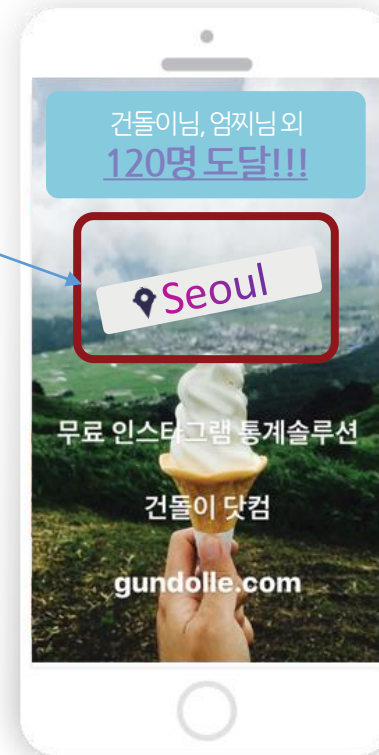 건돌이님, 엄찌님 외
120명 도달!!!
Seoul
무료 인스타그램 통계솔루션
건돌이 닷컴
gundolle.com